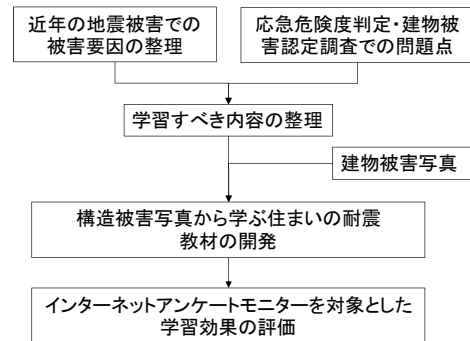 近年の地震被害での
被害要因の整理
応急危険度判定・建物被
害認定調査での問題点
学習すべき内容の整理
建物被害写真
構造被害写真から学ぶ住まいの耐震
教材の開発
インターネットアンケートモニターを対象とした
学習効果の評価